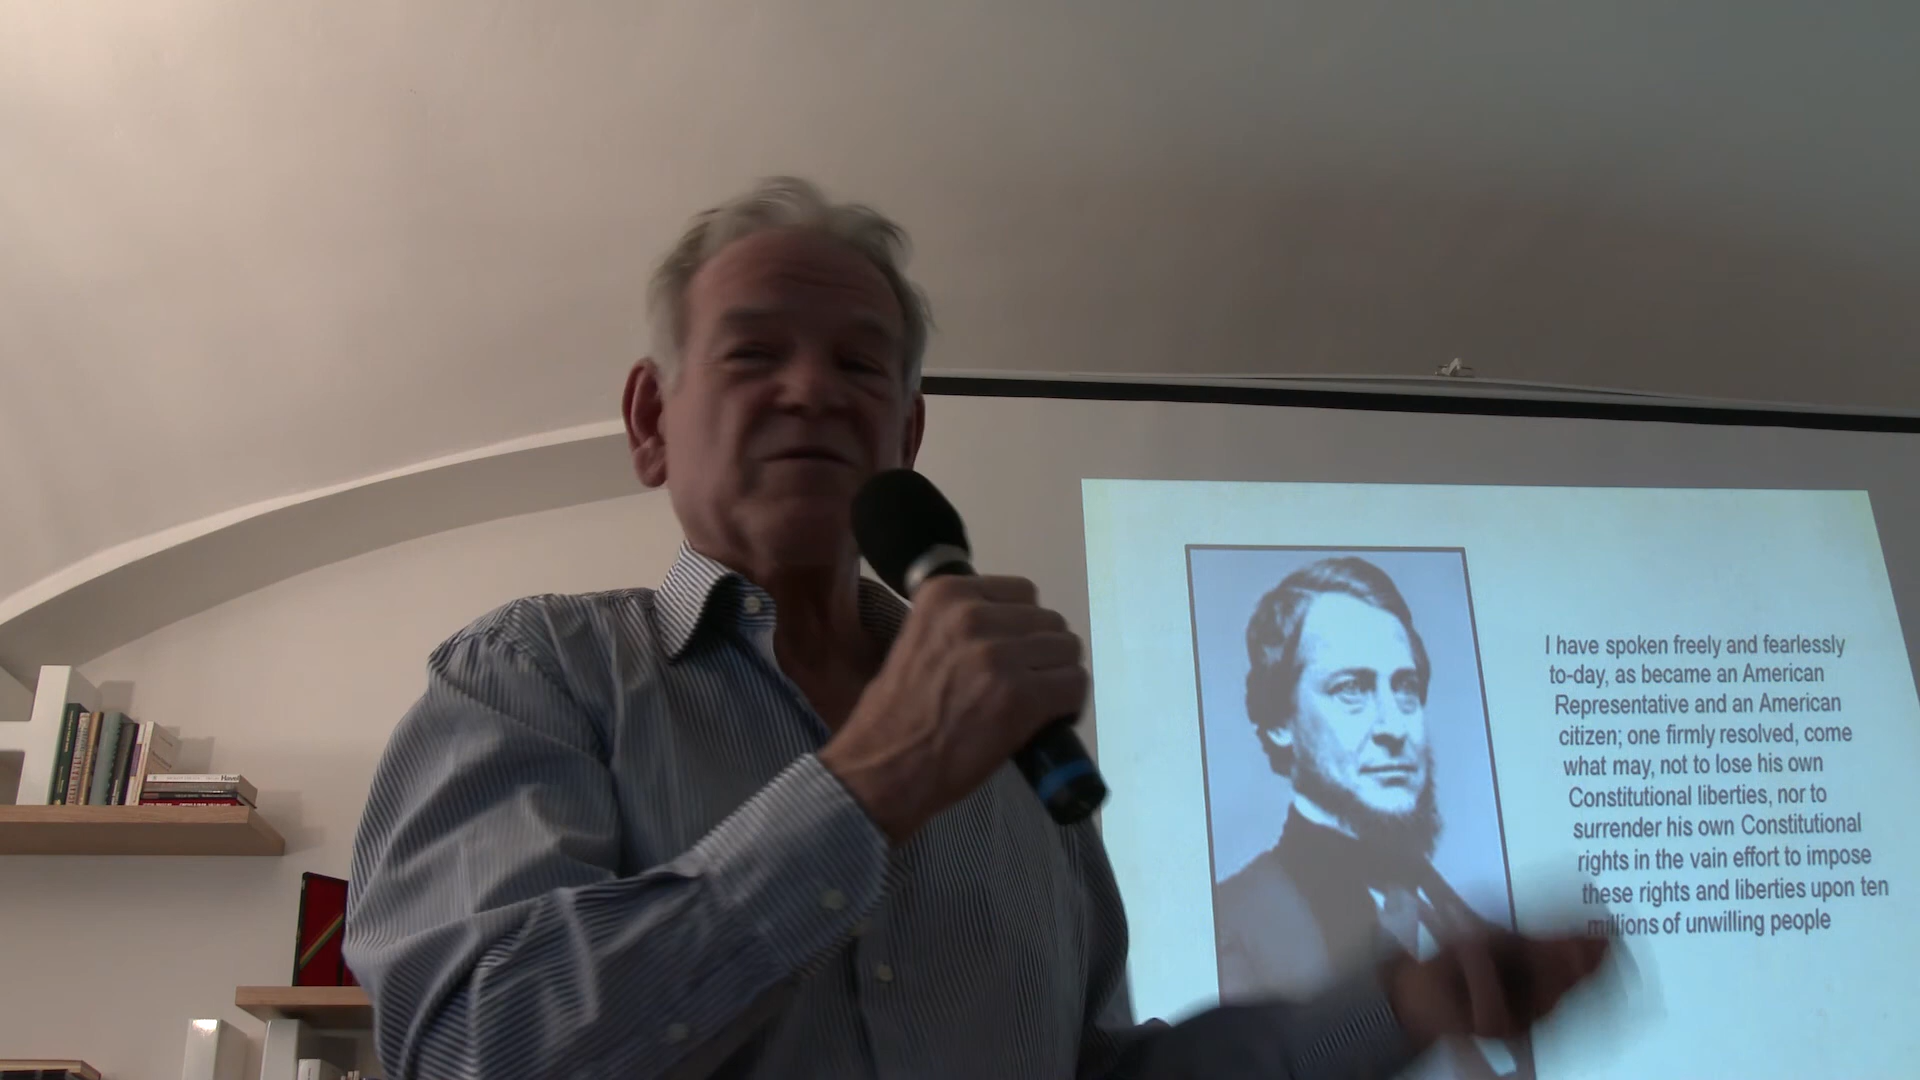 I have spoken freely and fearlessly
to-day, as became an American
Representative and an American
citizen; one firmly resolved, come
what may, not to lose his own
Constitutional liberties, nor to
surrender his own Constitutional
rights in the vain effort to impose
these rights and liberties upon ten
millions of unwilling people
Havel